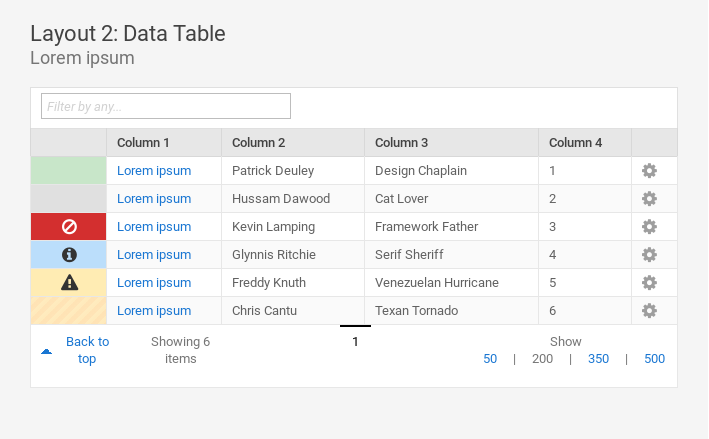 Layout 2: Data Table
Lorem ipsum
Filter by any...
Column 1 Column 2 Column 3 Column 4
Lorem ipsum Patrick Deuley Design Chaplain 1
Lorem ipsum Hussam Dawood Cat Lover 2
Lorem ipsum Kevin Lamping Framework Father 3
Lorem ipsum Glynnis Ritchie Serif Sheriff 4
Lorem ipsum Freddy Knuth Venezuelan Hurricane 5
Lorem ipsum Chris Cantu Texan Tornado 6
Back to top
Showing 6 items
1
Show
50 | 200 | 350 | 500